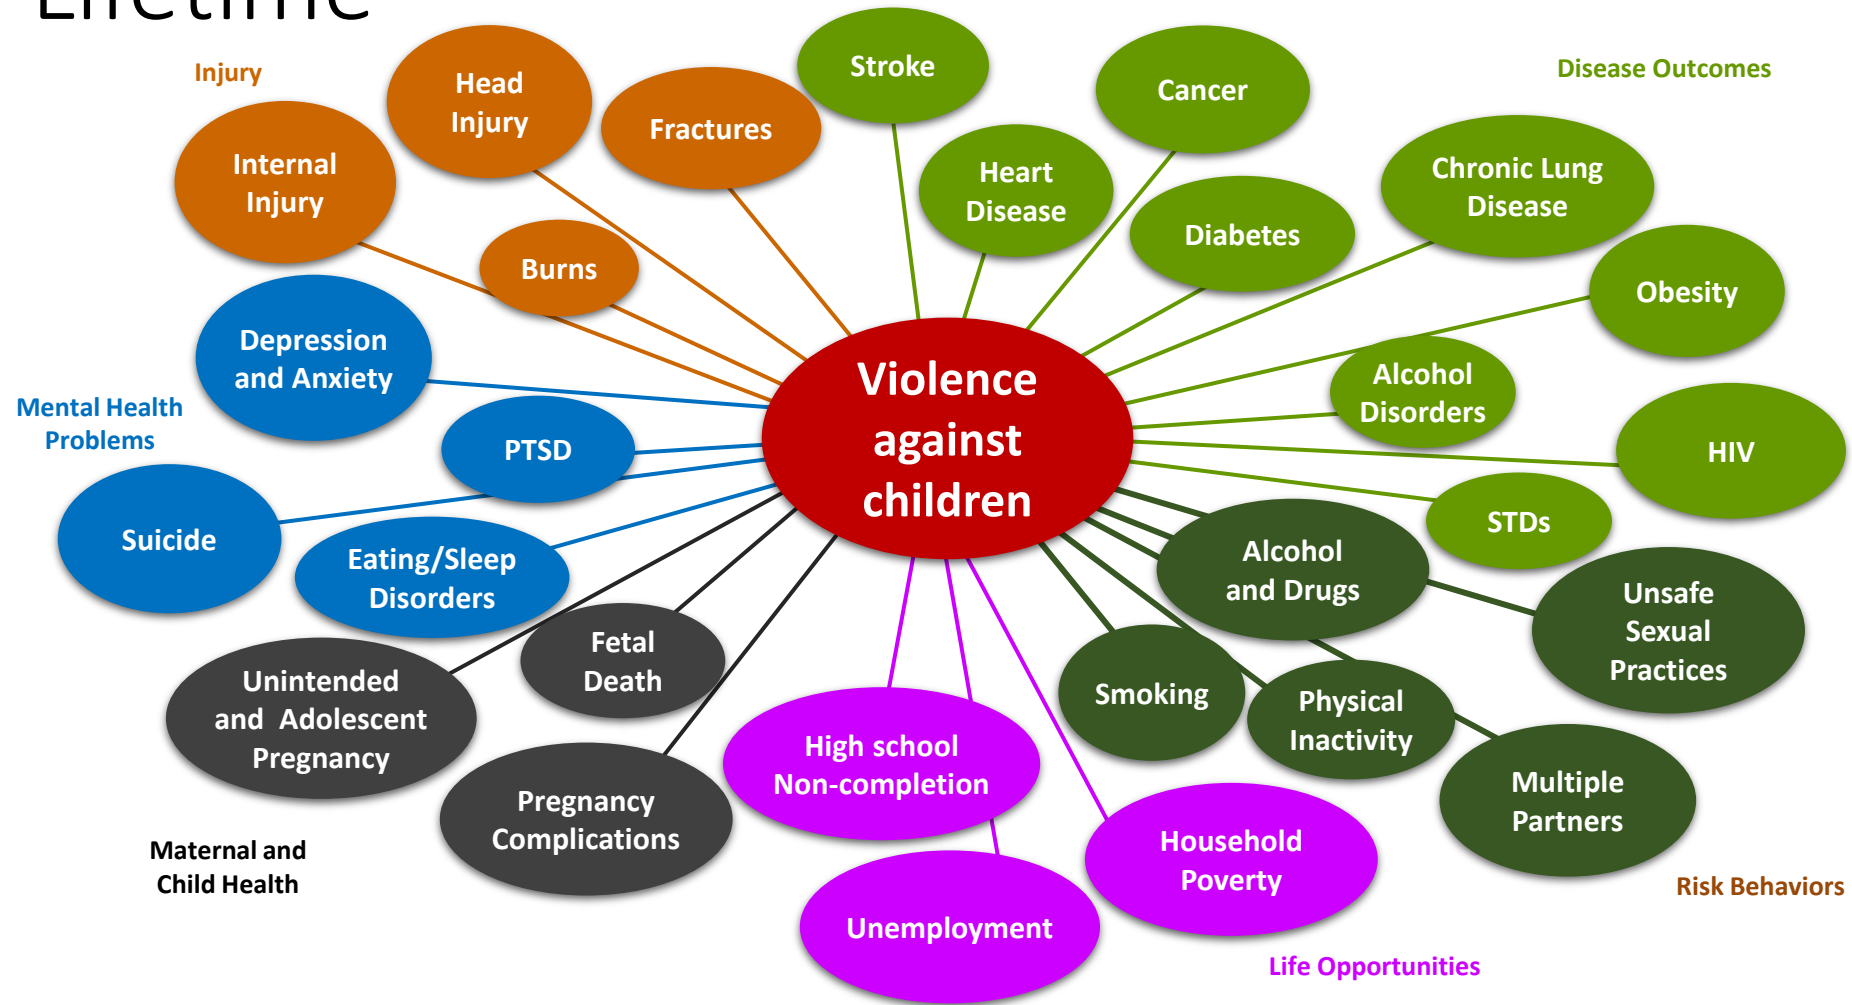 Lifetime
Injury
Head
Injury
Fractures
Stroke
Cancer
Disease Outcomes
Internal
Injury
Burns
Heart
Disease
Diabetes
Chronic Lung
Disease
Obesity
Depression
and Anxiety
Mental Health
Problems
PTSD
Suicide
Eating/Sleep
Disorders
Violence
against
children
Alcohol
Disorders
HIV
STDs
Alcohol
and Drugs
Unsafe
Sexual
Practices
Unintended
and Adolescent
Pregnancy
Fetal
Death
Pregnancy
Complications
Maternal and
Child Health
High school
Non-completion
Unemployment
Household
Poverty
Life Opportunities
Smoking
Physical
Inactivity
Multiple
Partners
Risk Behaviors